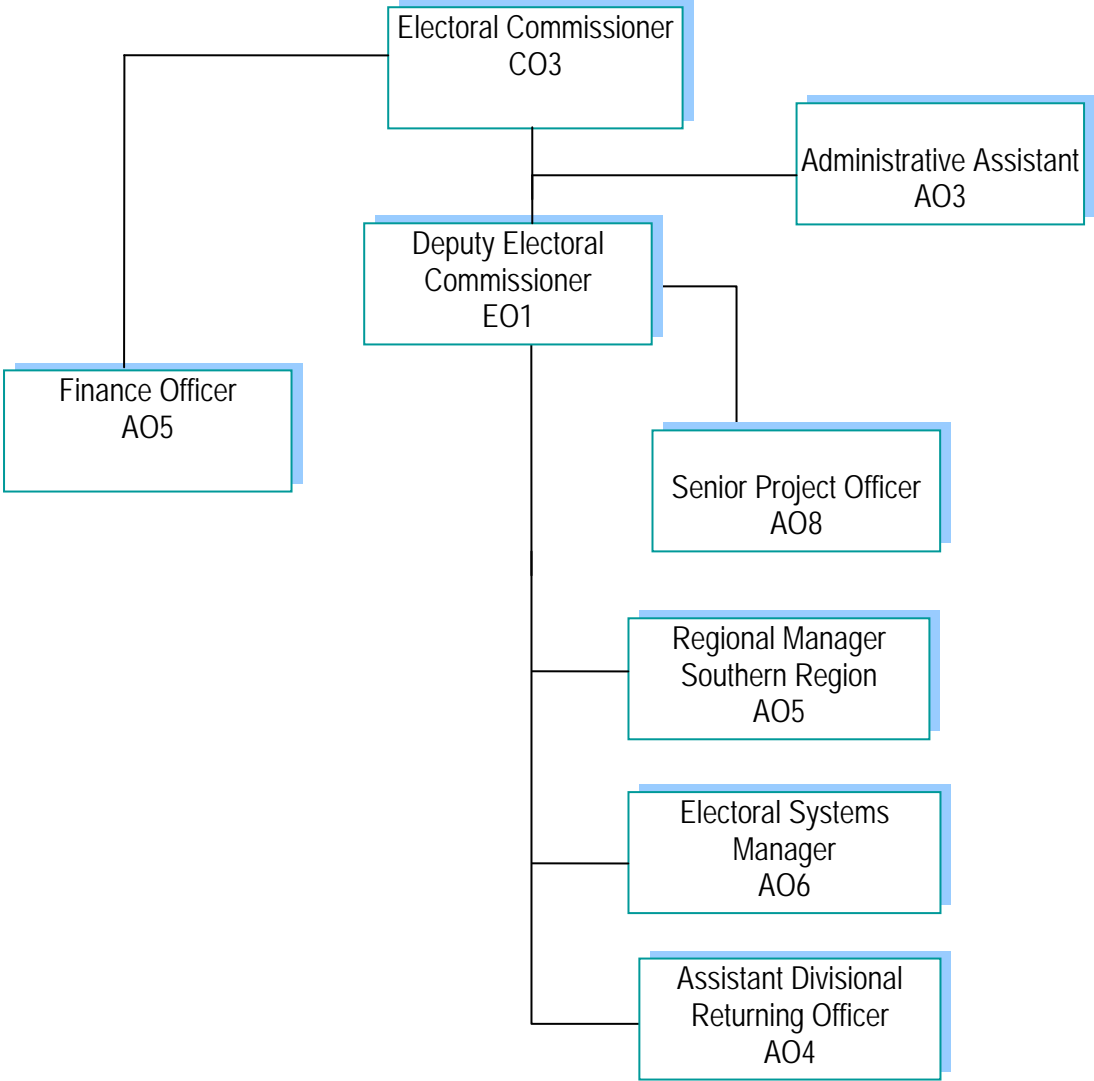 Electoral Commissioner
CO3
Administrative Assistant
AO3
Deputy Electoral
Commissioner
EO1
Finance Officer
AO5
Senior Project Officer
AO8
Regional Manager
Southern Region
AO5
Electoral Systems
Manager
AO6
Assistant Divisional
Returning Officer
AO4